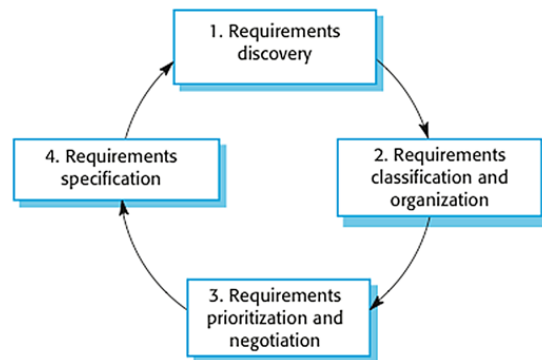 1. Requirements
discovery
2. Requirements
classification and
organization
3. Requirements
prioritization and
negotiation
4. Requirements
specification